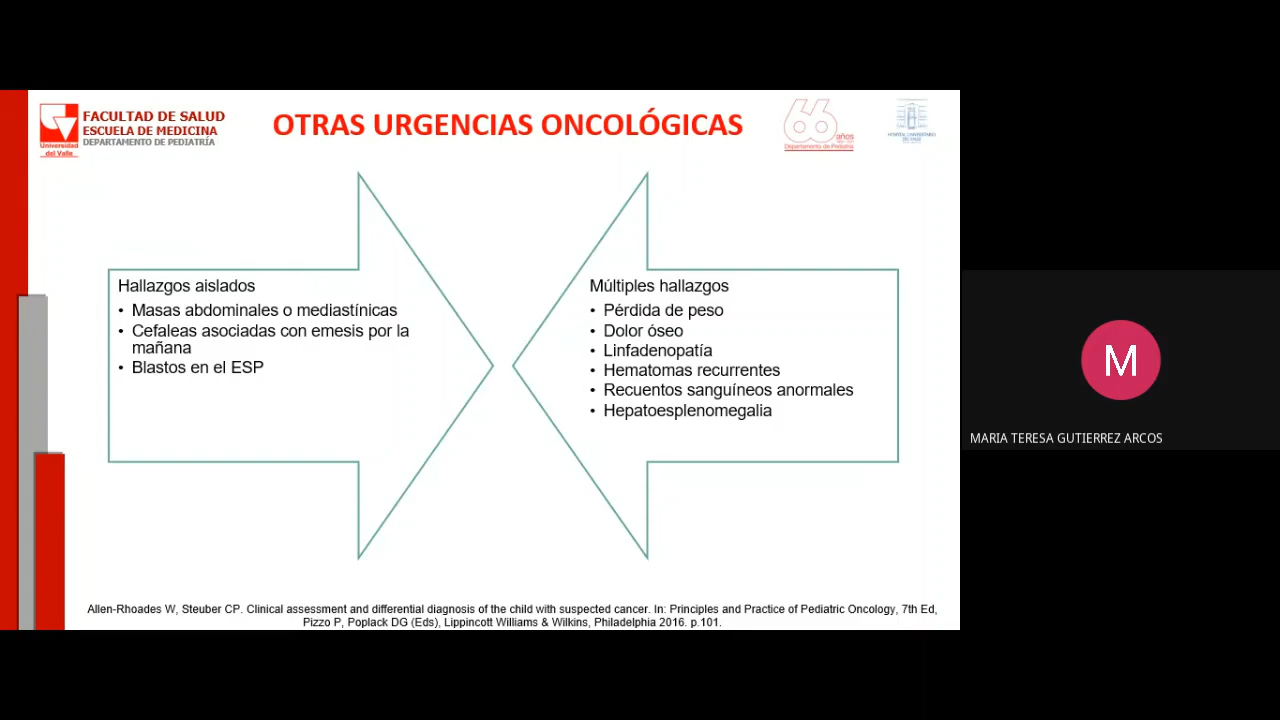 FACULTAD DE SALUD
ESCUELA DE MEDICINA
DEPARTAMENTO DE PEDIATRÍA
Universidad
del Valle
OTRAS URGENCIAS ONCOLÓGICAS
66 años
Departamento de Pediatría
HOSPITAL UNIVERSITARIO
DEL VALLE
Hallazgos aislados
• Masas abdominales o mediastínicas
• Cefaleas asociadas con emesis por la
mañana
• Blastos en el ESP
Múltiples hallazgos
• Pérdida de peso
• Dolor óseo
• Linfadenopatía
• Hematomas recurrentes
• Recuentos sanguíneos anormales
• Hepatoesplenomegalia
Allen-Rhoades W, Steuber CP. Clinical assessment and differential diagnosis of the child with suspected cancer. In: Principles and Practice of Pediatric Oncology, 7th Ed,
Pizzo P, Poplack DG (Eds), Lippincott Williams & Wilkins, Philadelphia 2016. p.101.
M
MARIA TERESA GUTIERREZ ARCOS